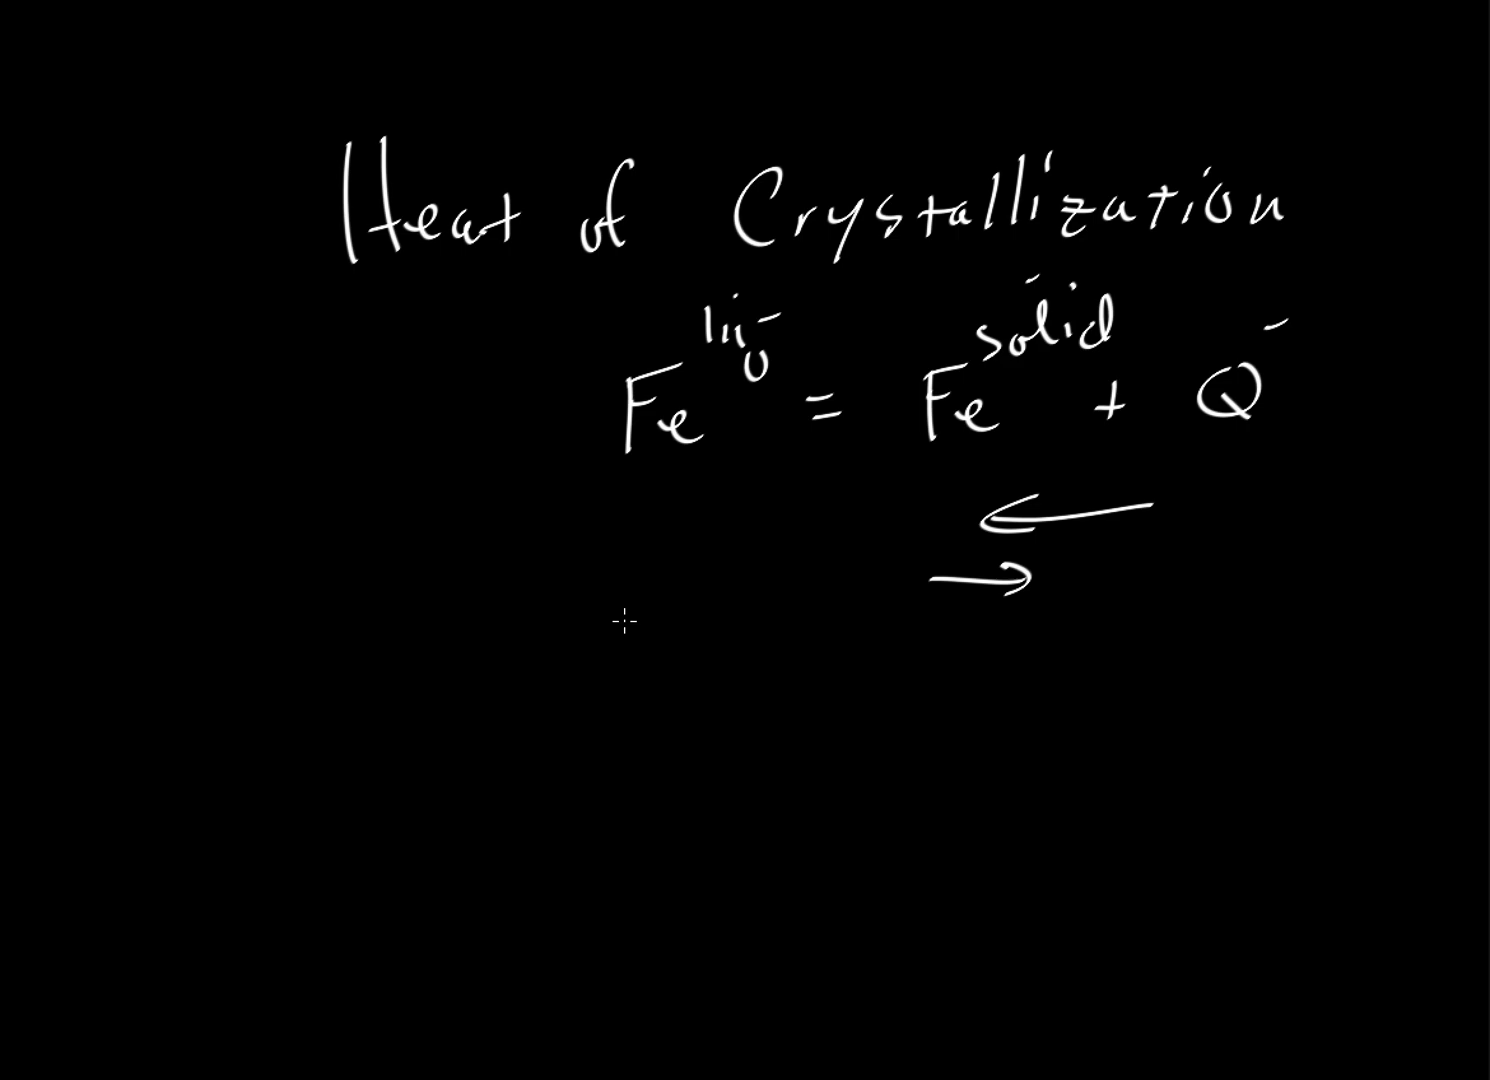 Heat of Crystallization
Fe liq = Fe solid + Q